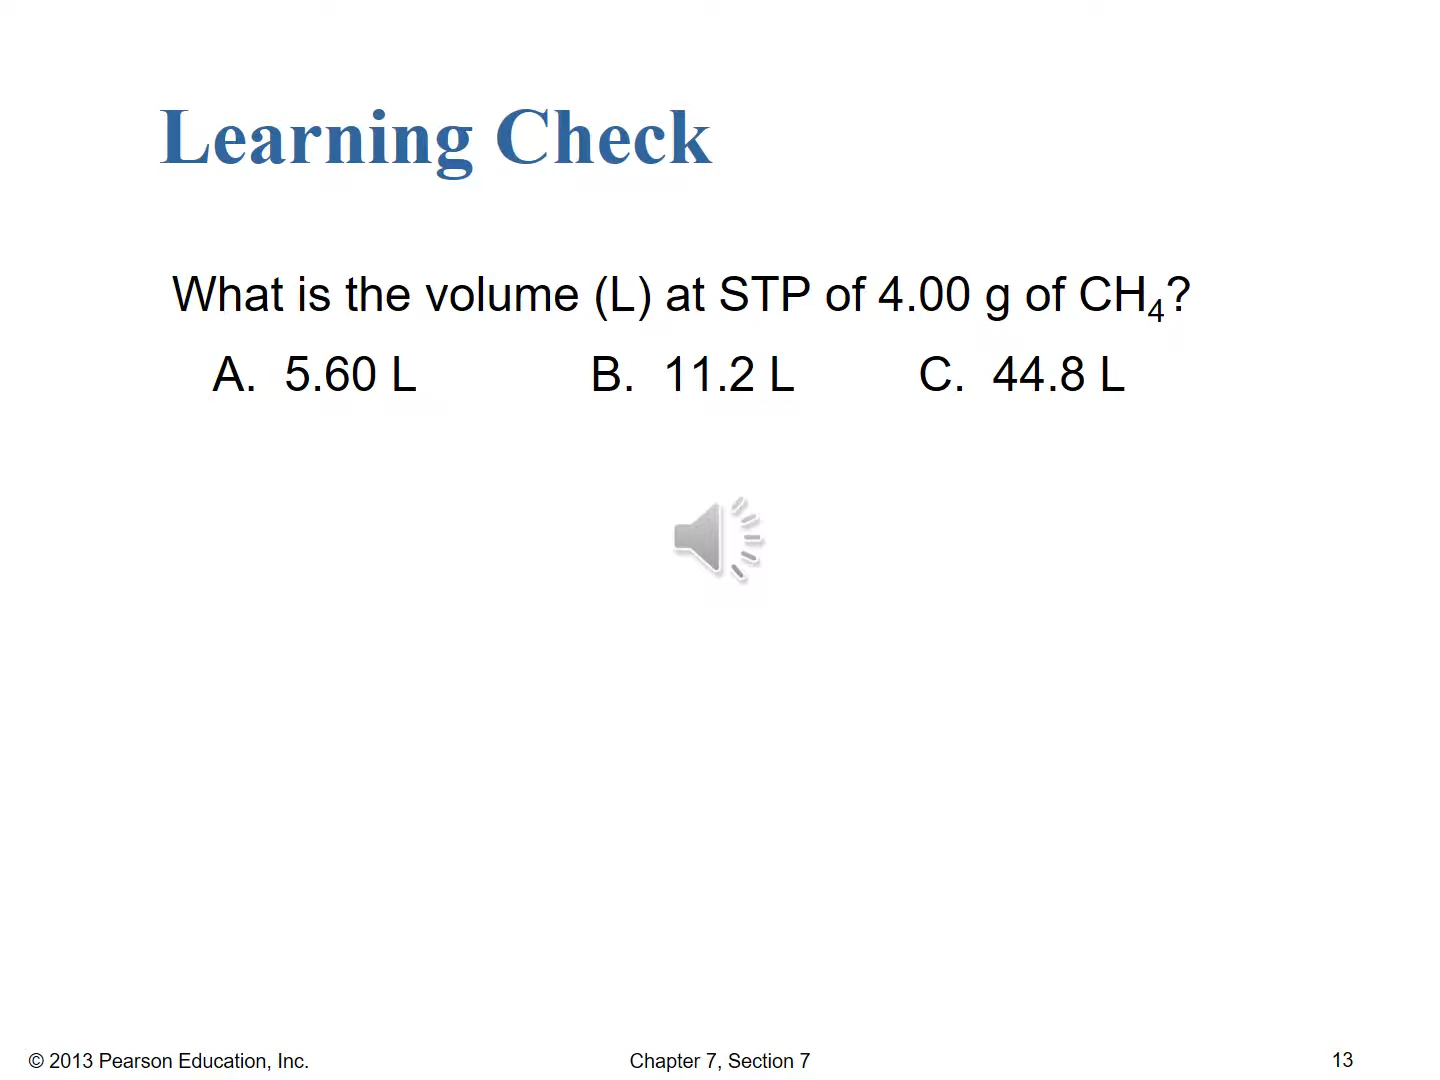 Learning Check
What is the volume (L) at STP of 4.00 g of CH₄?
A. 5.60 L B. 11.2 L C. 44.8 L
© 2013 Pearson Education, Inc. Chapter 7, Section 7 13